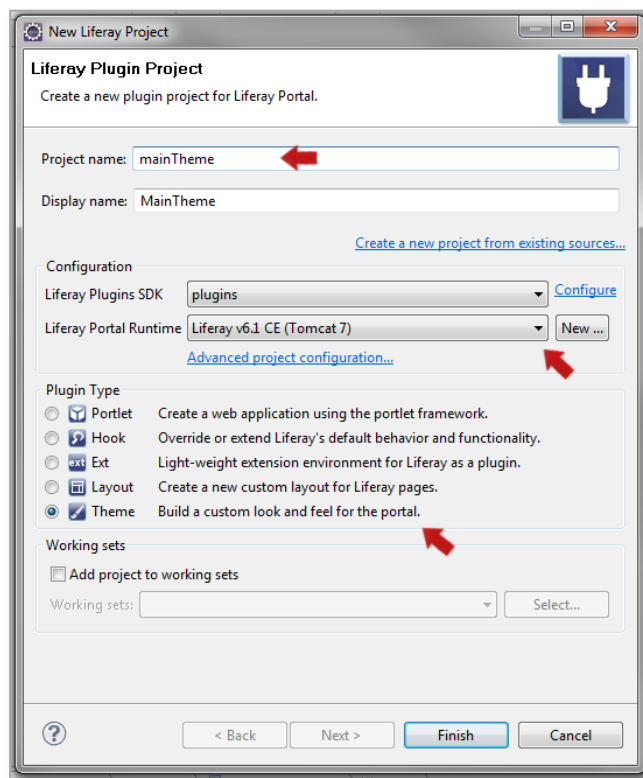 New Liferay Project
Liferay Plugin Project
Create a new plugin project for Liferay Portal.
Project name: mainTheme
Display name: MainTheme
Create a new project from existing sources...
Configuration
Liferay Plugins SDK plugins Configure
Liferay Portal Runtime Liferay v6.1 CE (Tomcat 7) New ...
Advanced project configuration...
Plugin Type
Portlet Create a web application using the portlet framework.
Hook Override or extend Liferay's default behavior and functionality.
ext Ext Light-weight extension environment for Liferay as a plugin.
Layout Create a new custom layout for Liferay pages.
Theme Build a custom look and feel for the portal.
Working sets
Add project to working sets
Working sets: Select...
? < Back Next > Finish Cancel